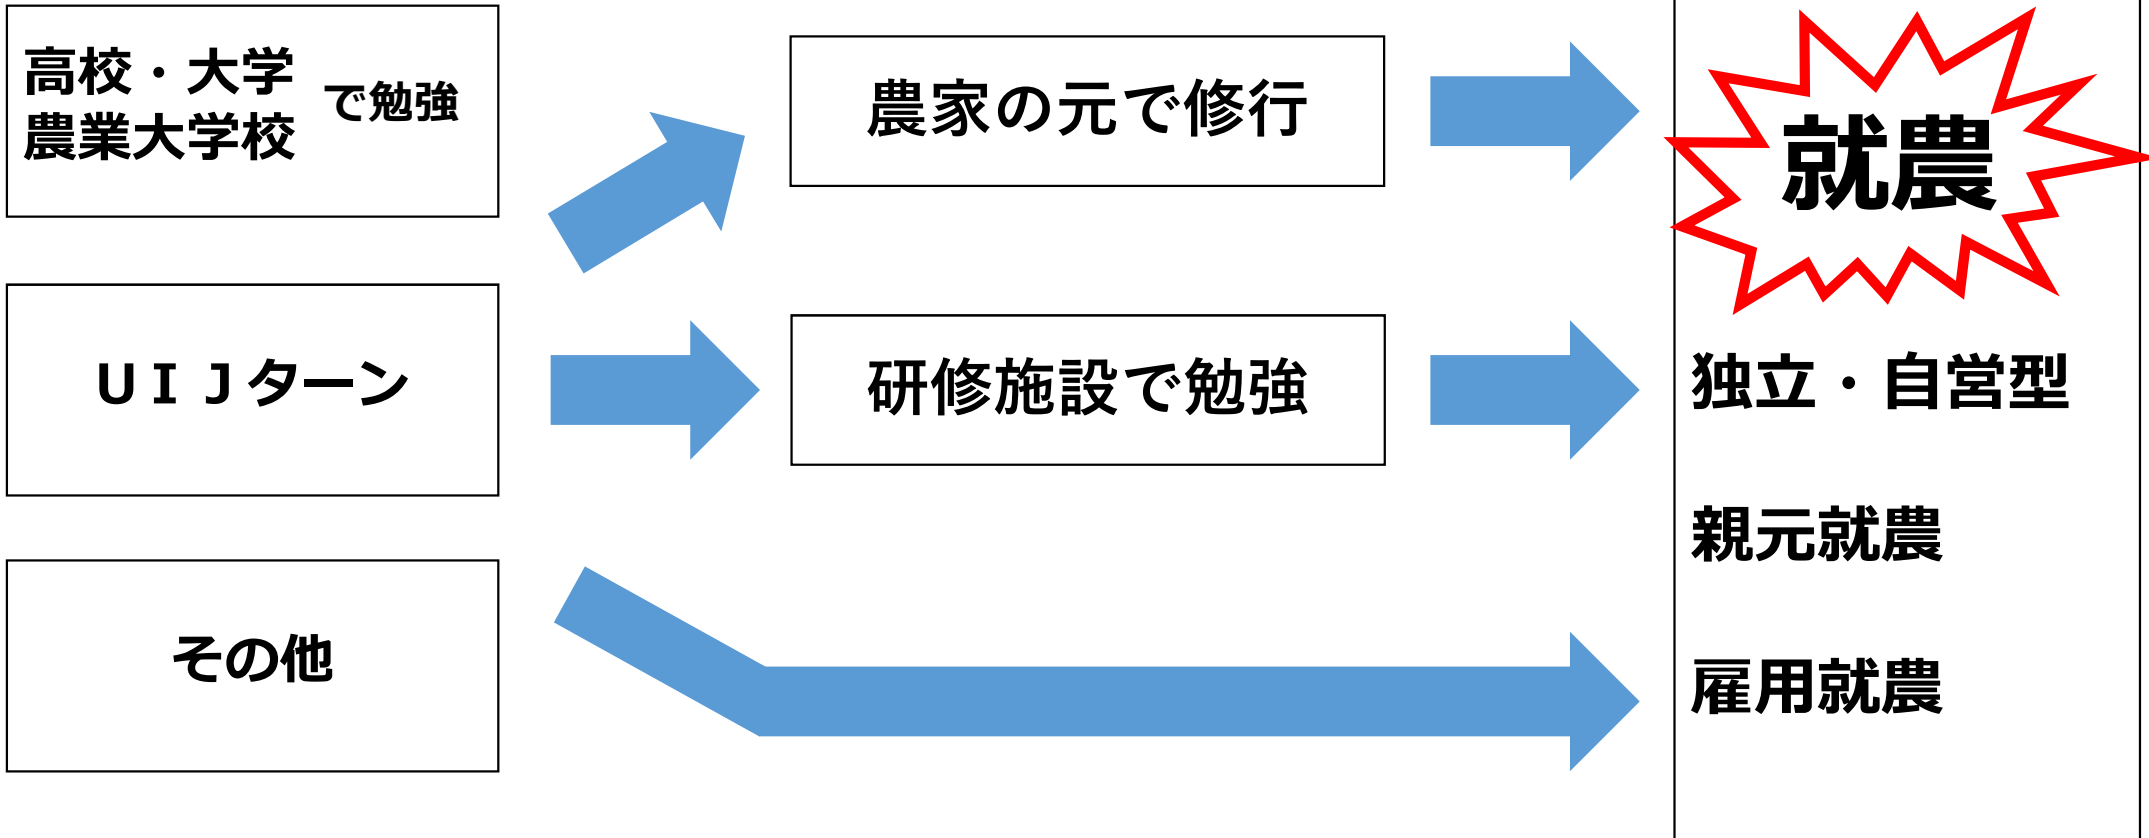 高校・大学
農業大学校
で勉強
農家の元で修行
就農
ＵＩＪターン
研修施設で勉強
独立・自営型
親元就農
その他
雇用就農